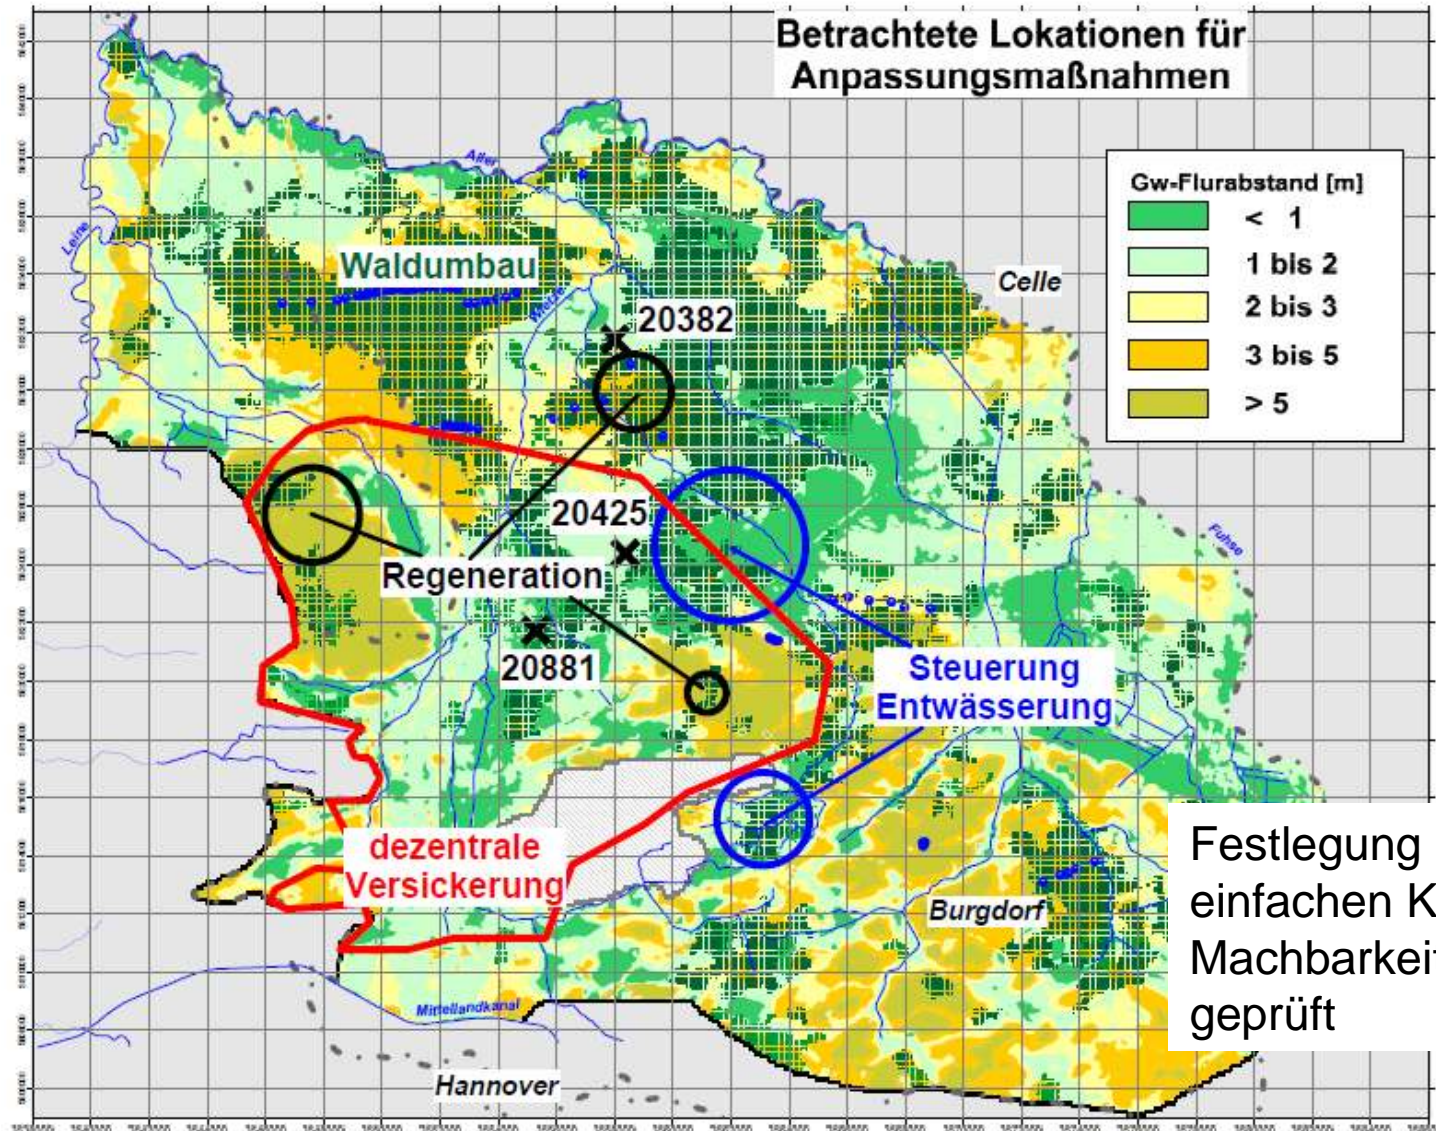 Betrachtete Lokationen für
Anpassungsmaßnahmen
Gw-Flurabstand [m]
< 1
1 bis 2
2 bis 3
3 bis 5
> 5
Aller
Leine
Waldumbau
Wietze
20382
Celle
20425
Fuhse
Regeneration
20881
Steuerung
Entwässerung
dezentrale
Versickerung
Burgdorf
Mittellandkanal
Hannover
Festlegung
einfachen K
Machbarkeit
geprüft